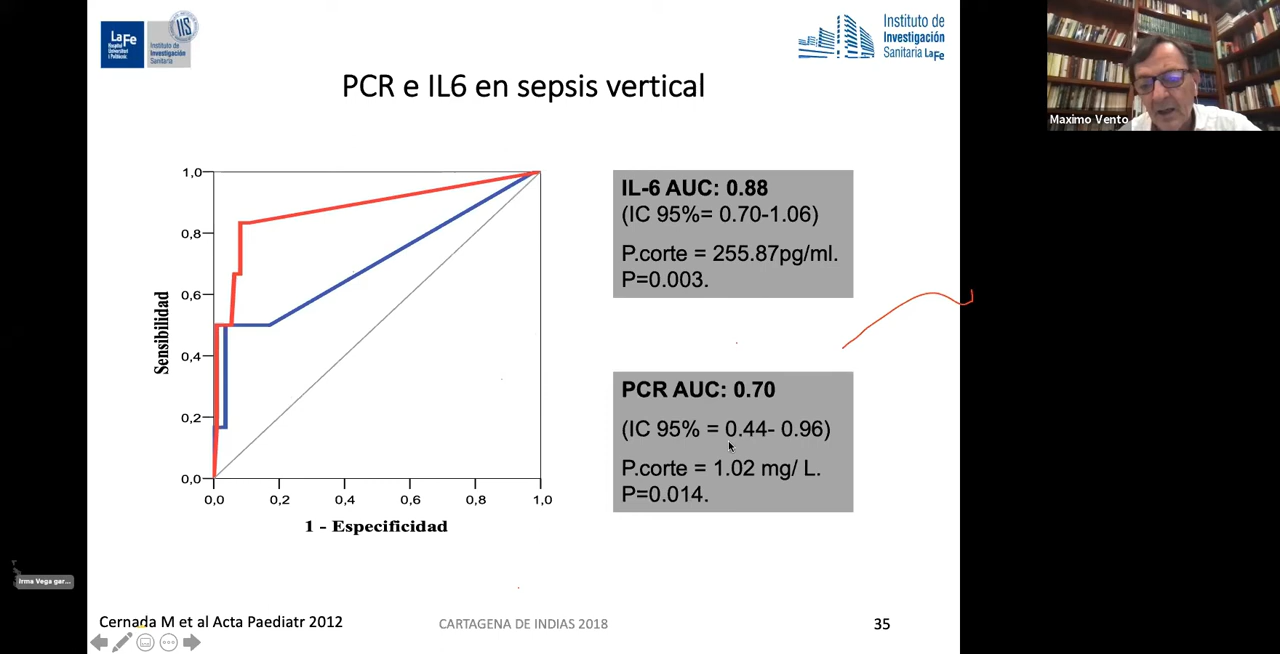 La Fe
Hospital
Universitari
i Politècnic
IIS
Instituto de
Investigación
Sanitaria
Instituto de
Investigación
Sanitaria La Fe
Maximo Vento
PCR e IL6 en sepsis vertical
1,0
0,8
0,6
0,4
0,2
0,0
Sensibilidad
0,0 0,2 0,4 0,6 0,8 1,0
1 - Especificidad
IL-6 AUC: 0.88
(IC 95%= 0.70-1.06)
P.corte = 255.87pg/ml.
P=0.003.
PCR AUC: 0.70
(IC 95% = 0.44- 0.96)
P.corte = 1.02 mg/ L.
P=0.014.
Irma Vega gar...
Cernada M et al Acta Paediatr 2012
CARTAGENA DE INDIAS 2018
35